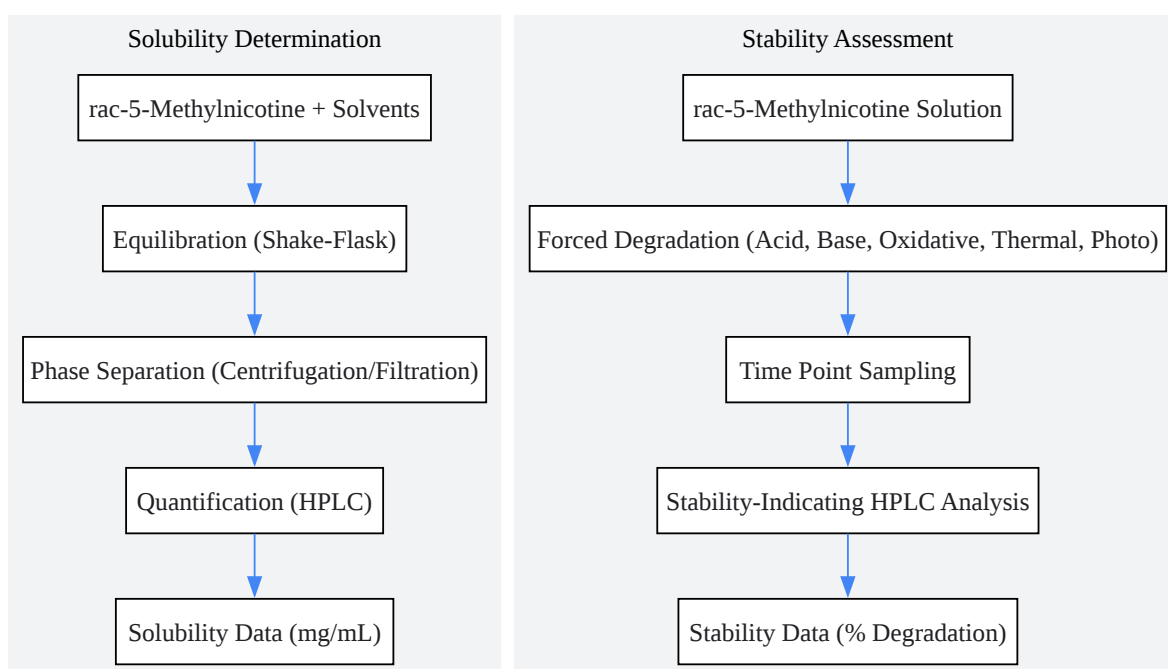 Solubility Determination
rac-5-Methylnicotine + Solvents
Equilibration (Shake-Flask)
Phase Separation (Centrifugation/Filtration)
Quantification (HPLC)
Solubility Data (mg/mL)
Stability Assessment
rac-5-Methylnicotine Solution
Forced Degradation (Acid, Base, Oxidative, Thermal, Photo)
Time Point Sampling
Stability-Indicating HPLC Analysis
Stability Data (% Degradation)